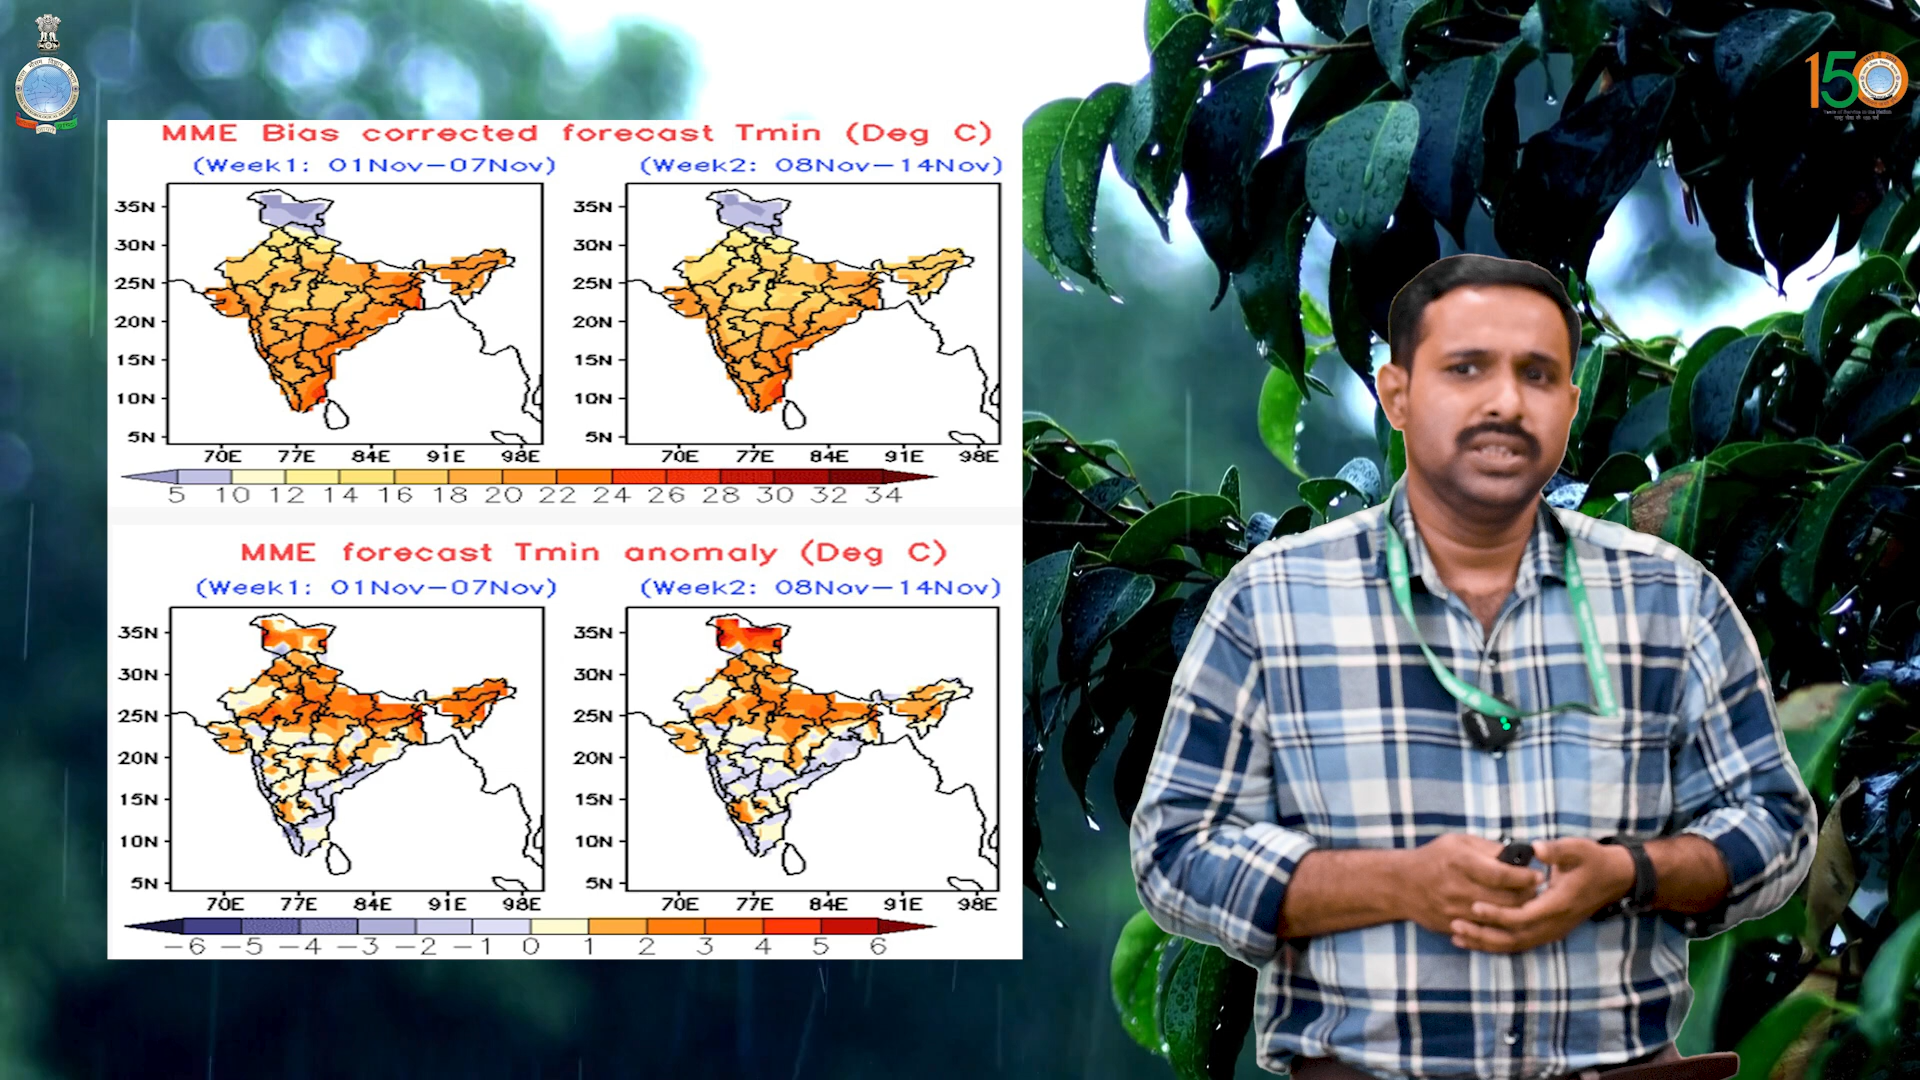 150
MME Bias corrected forecast Tmin (Deg C)
(Week1: 01Nov-07Nov) (Week2: 08Nov-14Nov)
35N 35N
30N 30N
25N 25N
20N 20N
15N 15N
10N 10N
5N 5N
70E 77E 84E 91E 98E 70E 77E 84E 91E 98E
5 10 12 14 16 18 20 22 24 26 28 30 32 34
MME forecast Tmin anomaly (Deg C)
(Week1: 01Nov-07Nov) (Week2: 08Nov-14Nov)
35N 35N
30N 30N
25N 25N
20N 20N
15N 15N
10N 10N
5N 5N
70E 77E 84E 91E 98E 70E 77E 84E 91E 98E
-6 -5 -4 -3 -2 -1 0 1 2 3 4 5 6